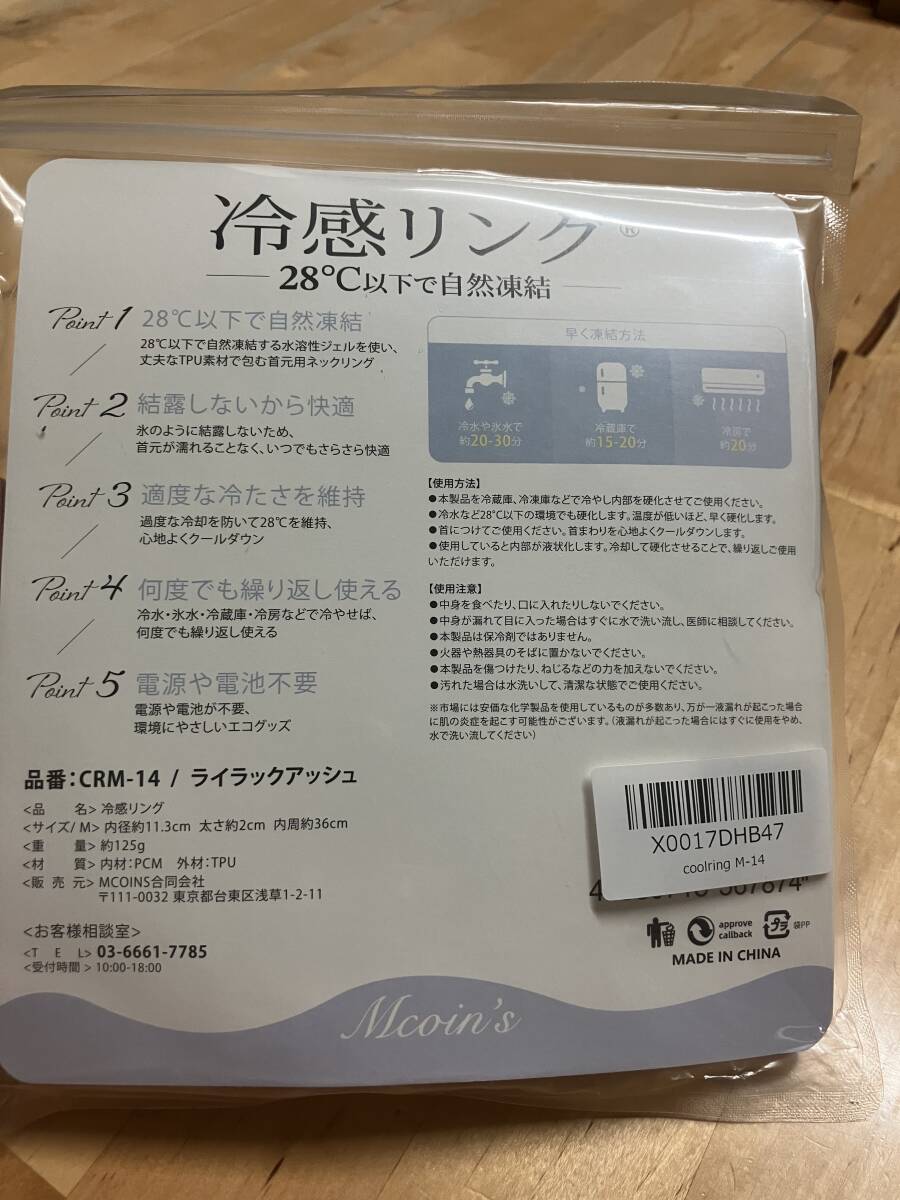 冷感リング®
28℃以下で自然凍結
Point 1 28℃以下で自然凍結
28℃以下で自然凍結する水溶性ジェルを使い、
丈夫なTPU素材で包む首元用ネックリング
Point 2 結露しないから快適
氷のように結露しないため、
首元が濡れることなく、いつでもさらさら快適
Point 3 適度な冷たさを維持
過度な冷却を防いで28℃を維持、
心地よくクールダウン
Point 4 何度でも繰り返し使える
冷水・氷水・冷蔵庫・冷房などで冷やせば、
何度でも繰り返し使える
Point 5 電源や電池不要
電源や電池が不要、
環境にやさしいエコグッズ
早く凍結方法
冷水や氷水で
約20-30分
冷蔵庫で
約15-20分
冷房で
約20分
【使用方法】
●本製品を冷蔵庫、冷凍庫などで冷やし内部を硬化させてご使用ください。
●冷水など28℃以下の環境でも硬化します。温度が低いほど、早く硬化します。
●首につけてご使用ください。首まわりを心地よくクールダウンします。
●使用していると内部が液状化します。冷却して硬化させることで、繰り返しご使用
いただけます。
【使用注意】
●中身を食べたり、口に入れたりしないでください。
●中身が漏れて目に入った場合はすぐに水で洗い流し、医師に相談してください。
●本製品は保冷剤ではありません。
●火器や熱器具のそばに置かないでください。
●本製品を傷つけたり、ねじるなどの力を加えないでください。
●汚れた場合は水洗いして、清潔な状態でご使用ください。
※市場には安価な化学製品を使用しているものが多数あり、万が一液漏れが起こった場合
に肌の炎症を起こす可能性がございます。(液漏れが起こった場合にはすぐに使用をやめ、
水で洗い流してください)
品番:CRM-14 / ライラックアッシュ
<品 名> 冷感リング
<サイズ/ M> 内径約11.3cm 太さ約2cm 内周約36cm
<重 量> 約125g
<材 質> 内材:PCM 外材:TPU
<販 売 元> MCOINS合同会社
〒111-0032 東京都台東区浅草1-2-11
<お客様相談室>
<T E L> 03-6661-7785
<受付時間> 10:00-18:00
X0017DHB47
coolring M-14
approve
callback
プラ
袋PP
MADE IN CHINA
Mcoin's